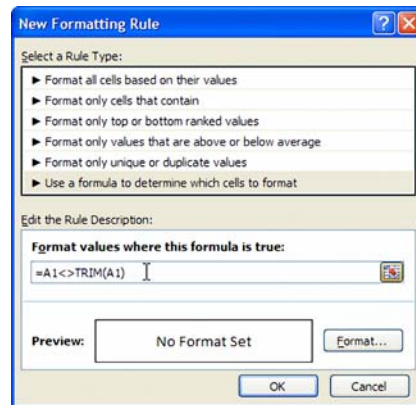 New Formatting Rule
Select a Rule Type:
► Format all cells based on their values
► Format only cells that contain
► Format only top or bottom ranked values
► Format only values that are above or below average
► Format only unique or duplicate values
► Use a formula to determine which cells to format
Edit the Rule Description:
Format values where this formula is true:
=A1<>TRIM(A1)
Preview:
No Format Set
Format...
OK
Cancel